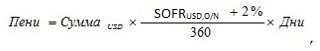 Пени = Сумма USD × SOFRUSD,O/N + 2% / 360 × Дни ,